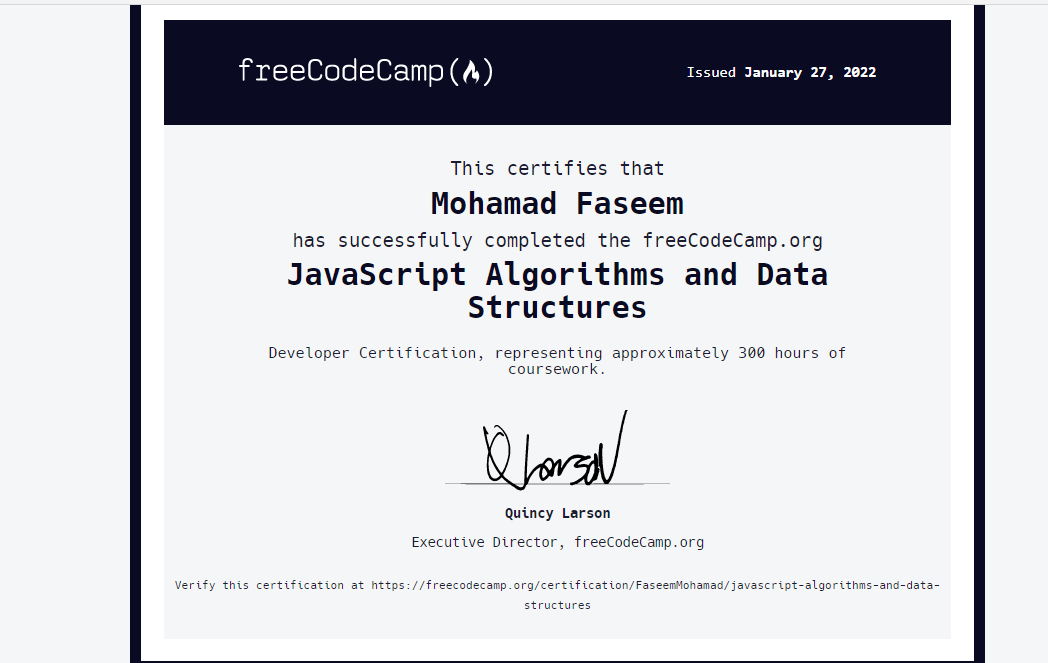 freeCodeCamp
Issued January 27, 2022
This certifies that
Mohamad Faseem
has successfully completed the freeCodeCamp.org
JavaScript Algorithms and Data
Structures
Developer Certification, representing approximately 300 hours of
coursework.
Q Larson
Quincy Larson
Executive Director, freeCodeCamp.org
Verify this certification at https://freecodecamp.org/certification/FaseemMohamad/javascript-algorithms-and-data-
structures